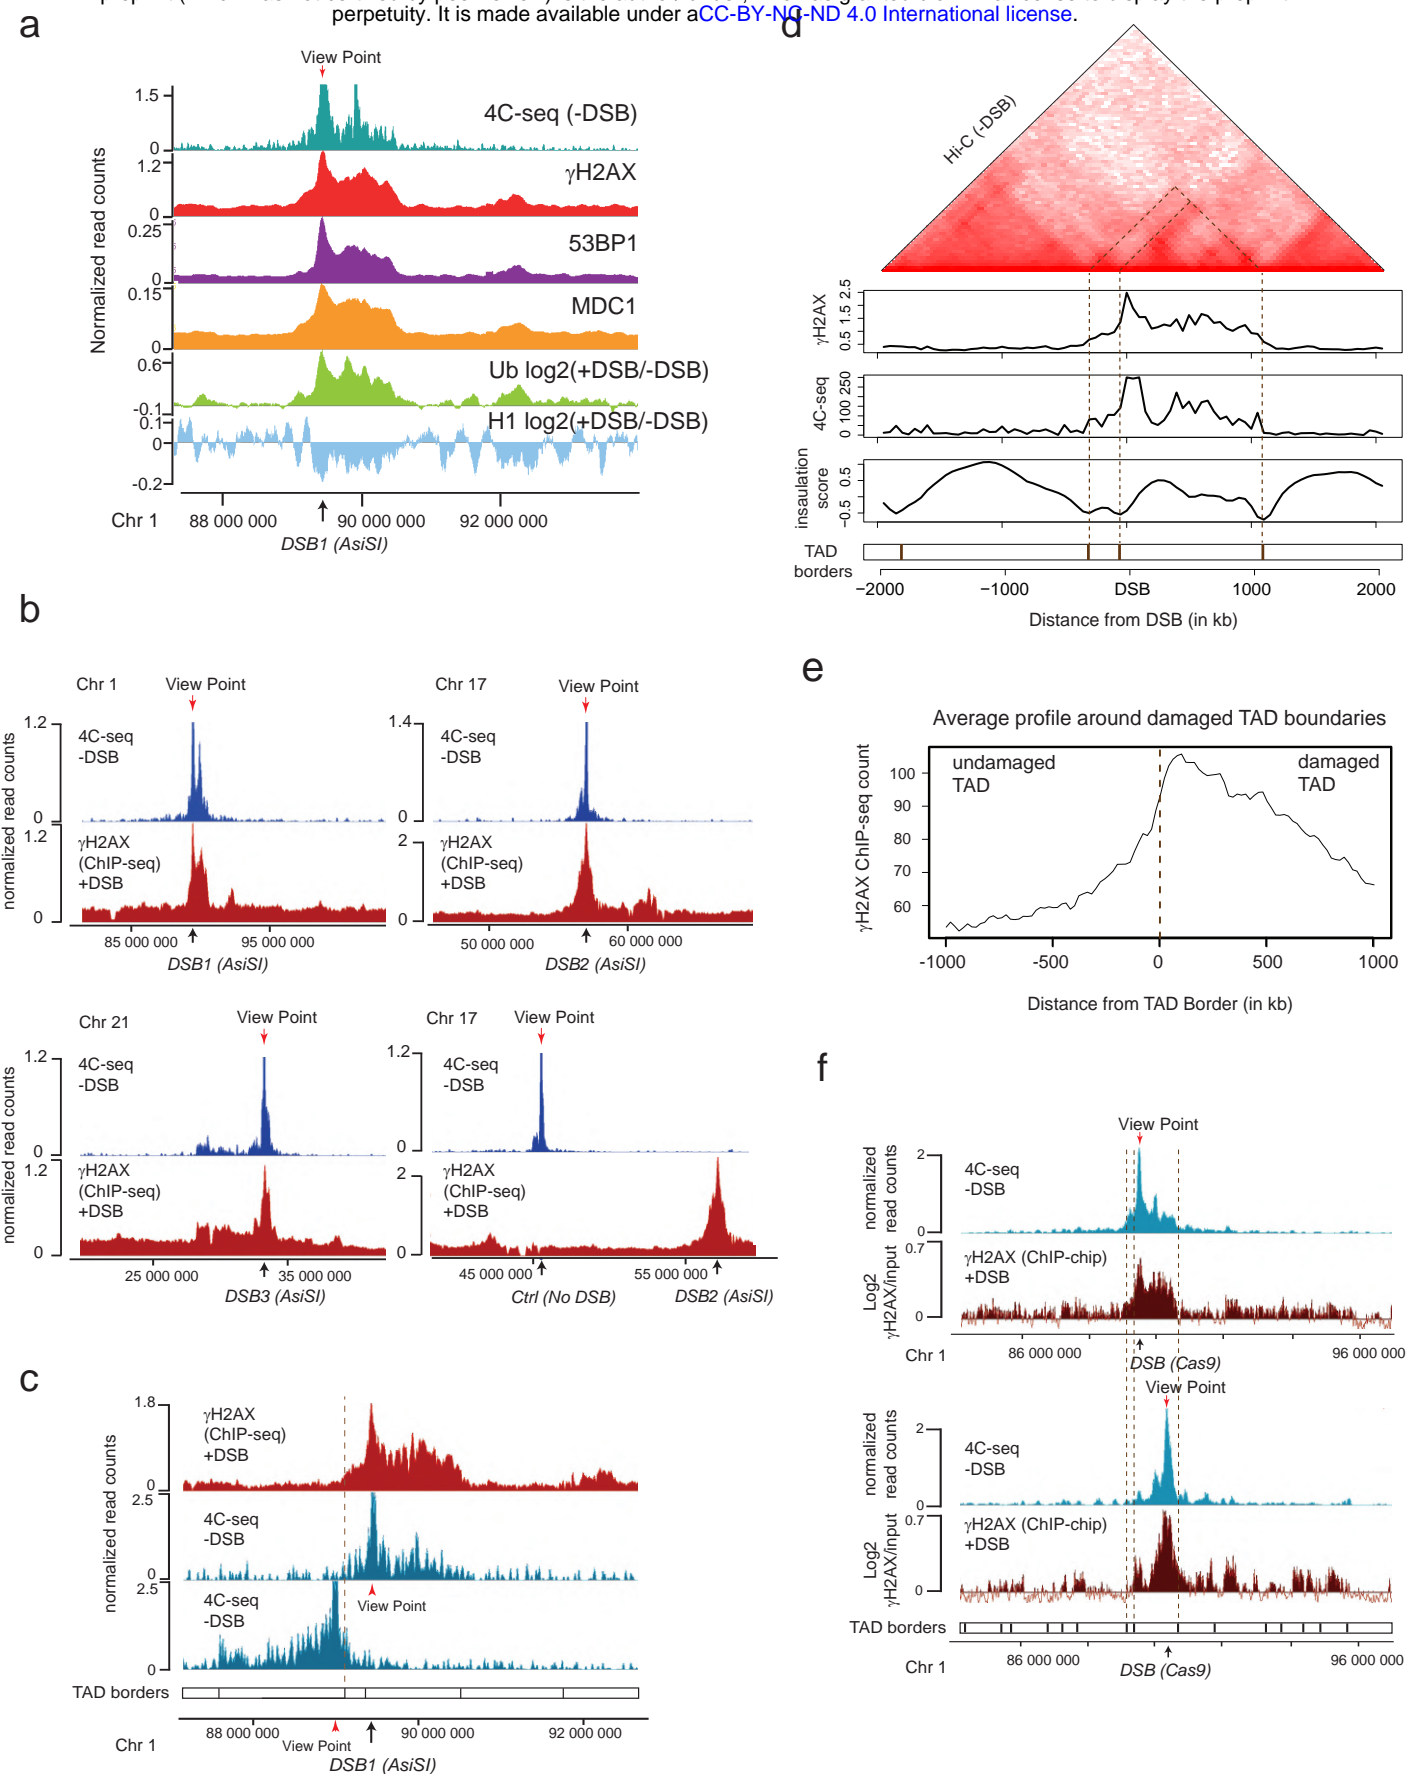 perpetuity. It is made available under aCC-BY-NC-ND 4.0 International license.
a
View Point
Normalized read counts
1.5
0
4C-seq (-DSB)
1.2
0
γH2AX
0.25
0
53BP1
0.15
0
MDC1
0.6
-0.1
Ub log2(+DSB/-DSB)
0.1
0
-0.2
H1 log2(+DSB/-DSB)
Chr 1
88 000 000
90 000 000
92 000 000
DSB1 (AsiSI)
b
Chr 1
View Point
normalized read counts
1.2
0
4C-seq
-DSB
1.2
0
γH2AX
(ChIP-seq)
+DSB
85 000 000
95 000 000
DSB1 (AsiSI)
Chr 17
View Point
1.4
0
4C-seq
-DSB
2
0
γH2AX
(ChIP-seq)
+DSB
50 000 000
60 000 000
DSB2 (AsiSI)
Chr 21
View Point
normalized read counts
1.2
0
4C-seq
-DSB
1.2
0
γH2AX
(ChIP-seq)
+DSB
25 000 000
35 000 000
DSB3 (AsiSI)
Chr 17
View Point
1.2
0
4C-seq
-DSB
2
0
γH2AX
(ChIP-seq)
+DSB
45 000 000
55 000 000
Ctrl (No DSB)
DSB2 (AsiSI)
c
normalized read counts
1.8
0
γH2AX
(ChIP-seq)
+DSB
2.5
0
4C-seq
-DSB
View Point
2.5
0
4C-seq
-DSB
TAD borders
88 000 000
90 000 000
92 000 000
Chr 1
View Point
DSB1 (AsiSI)
d
Hi-C (-DSB)
γH2AX
0.5 1.5 2.5
4C-seq
0 100 250
insaulation
score
−0.5 0.5
TAD
borders
−2000
−1000
DSB
1000
2000
Distance from DSB (in kb)
e
Average profile around damaged TAD boundaries
γH2AX ChIP-seq count
undamaged
TAD
damaged
TAD
100
90
80
70
60
-1000
-500
0
500
1000
Distance from TAD Border (in kb)
f
View Point
normalized
read counts
2
0
4C-seq
-DSB
Log2
γH2AX/input
0.7
0
γH2AX (ChIP-chip)
+DSB
Chr 1
86 000 000
96 000 000
DSB (Cas9)
View Point
normalized
read counts
2
0
4C-seq
-DSB
Log2
γH2AX/input
0.7
0
γH2AX (ChIP-chip)
+DSB
TAD borders
Chr 1
86 000 000
96 000 000
DSB (Cas9)